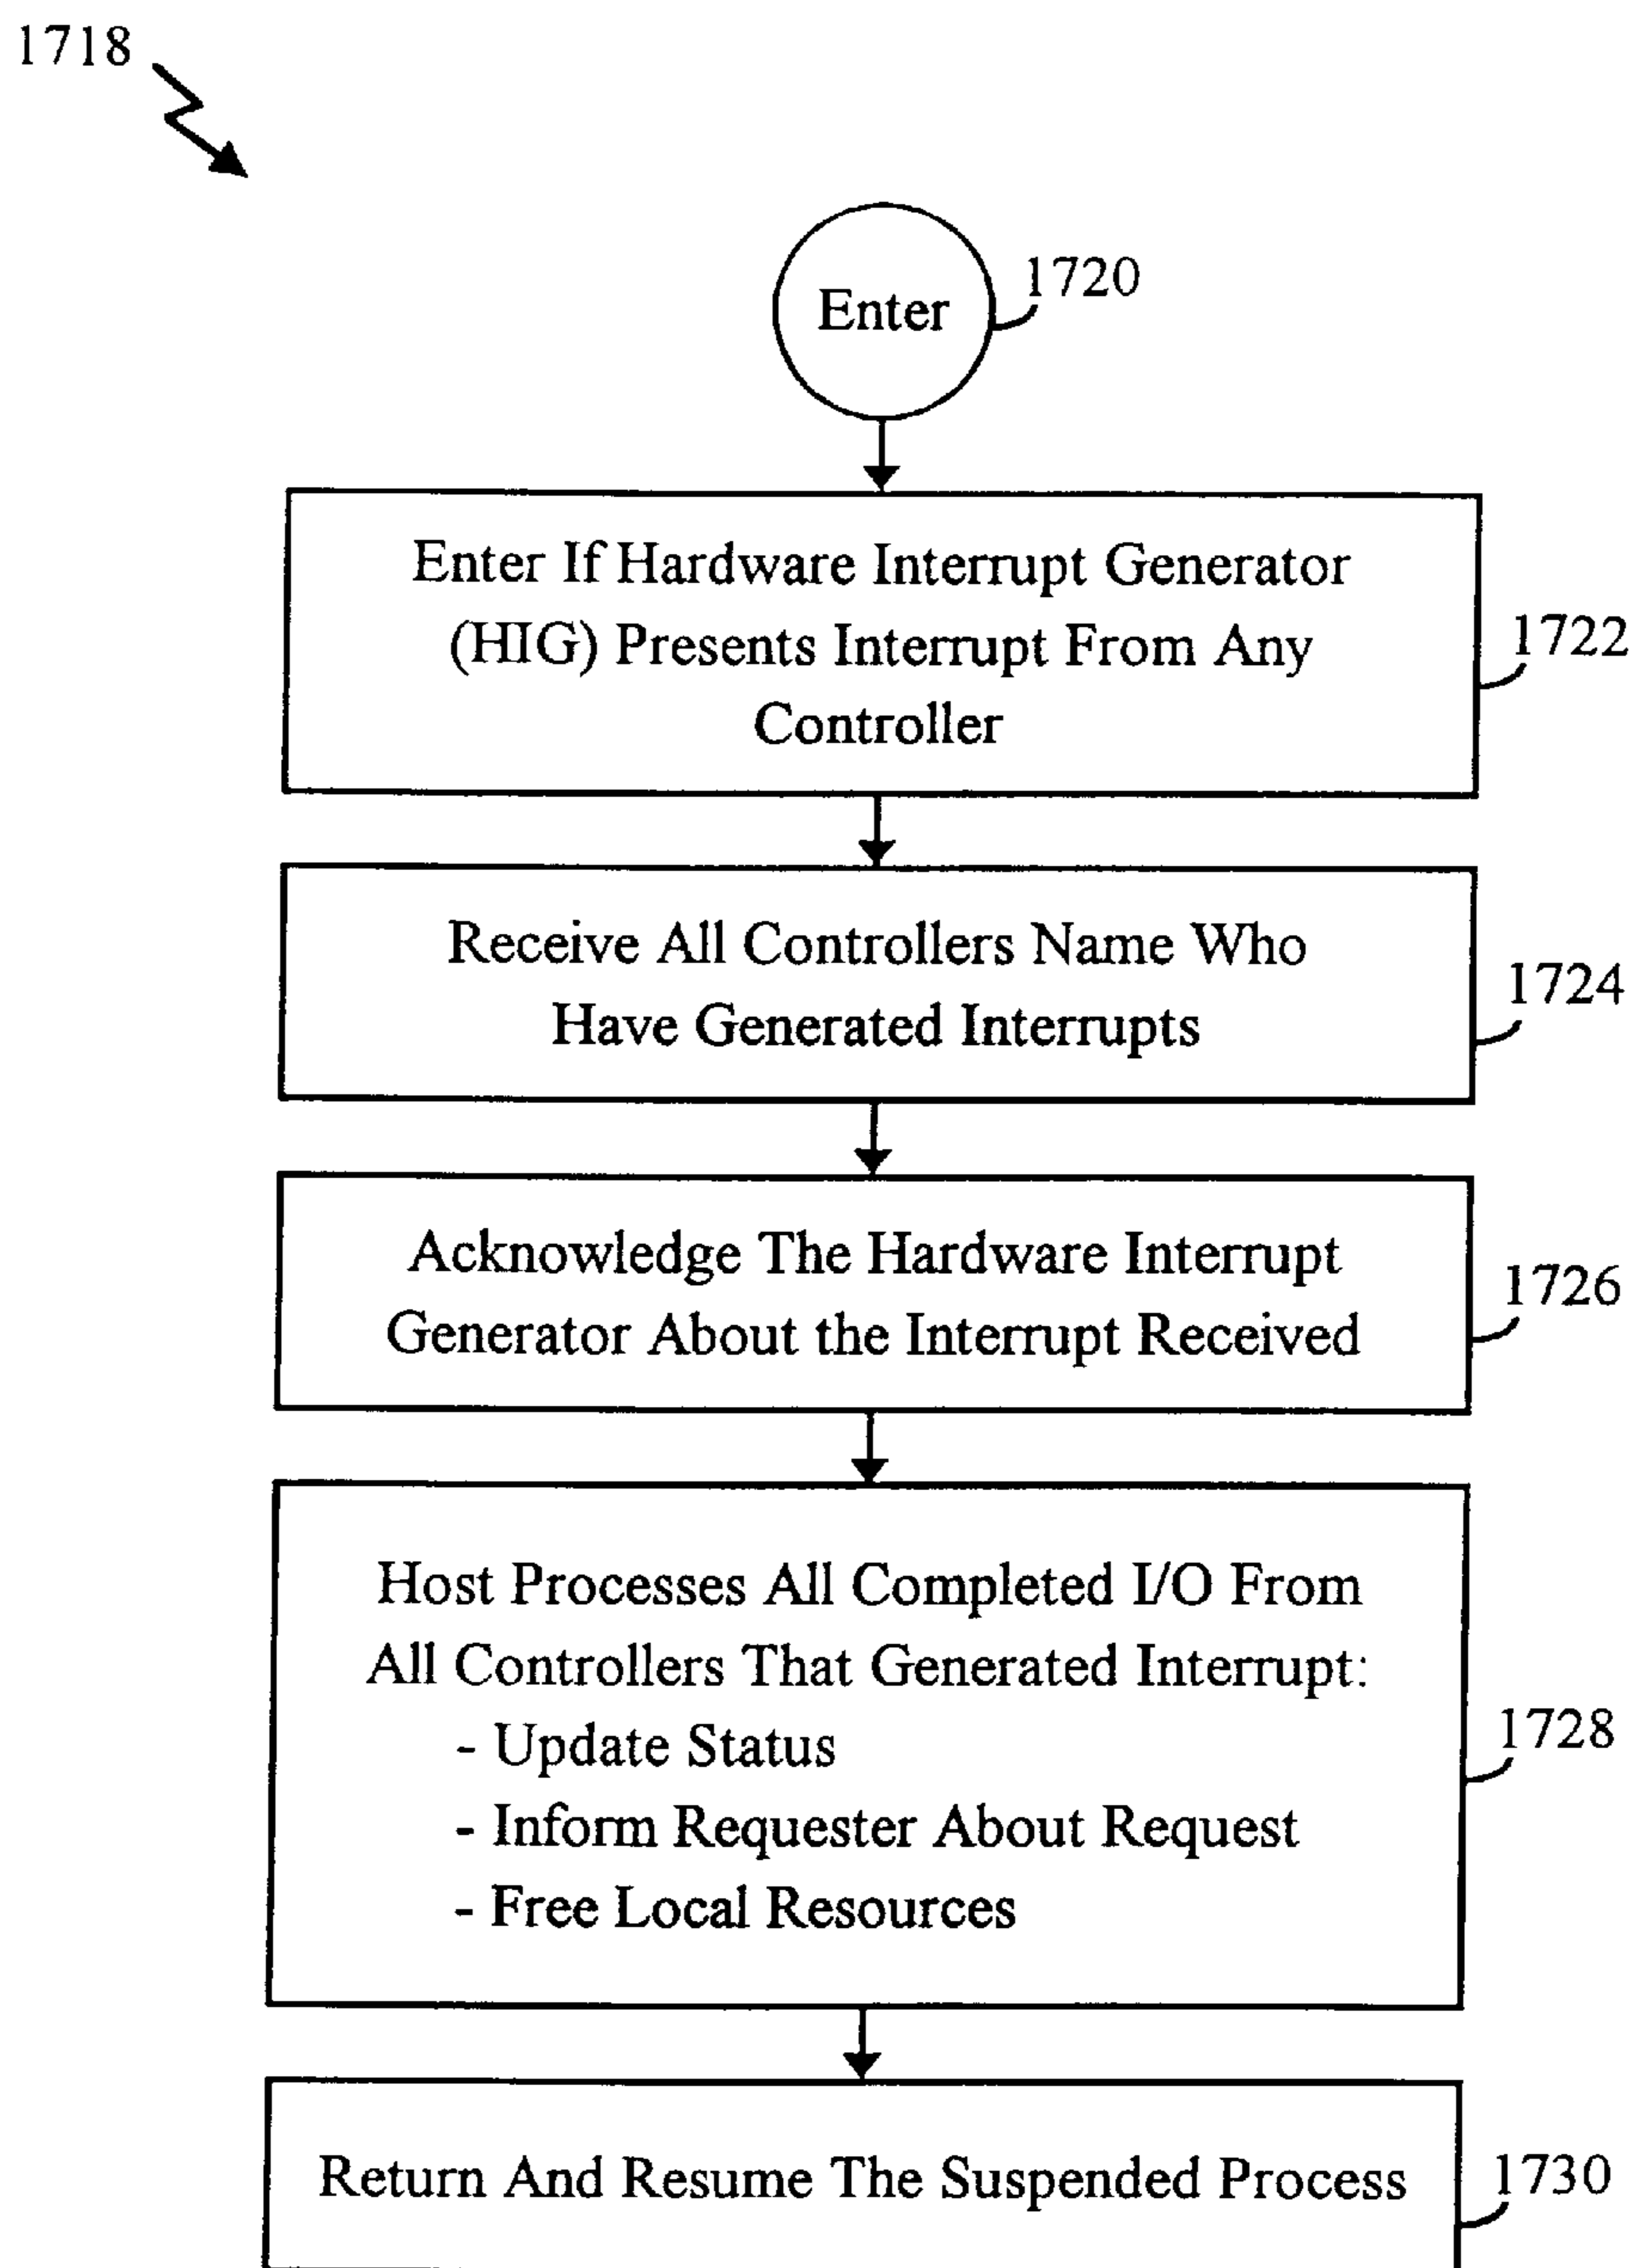 1718
Enter
1720
Enter If Hardware Interrupt Generator
(HIG) Presents Interrupt From Any
Controller
1722
Receive All Controllers Name Who
Have Generated Interrupts
1724
Acknowledge The Hardware Interrupt
Generator About the Interrupt Received
1726
Host Processes All Completed I/O From
All Controllers That Generated Interrupt:
- Update Status
- Inform Requester About Request
- Free Local Resources
1728
Return And Resume The Suspended Process
1730